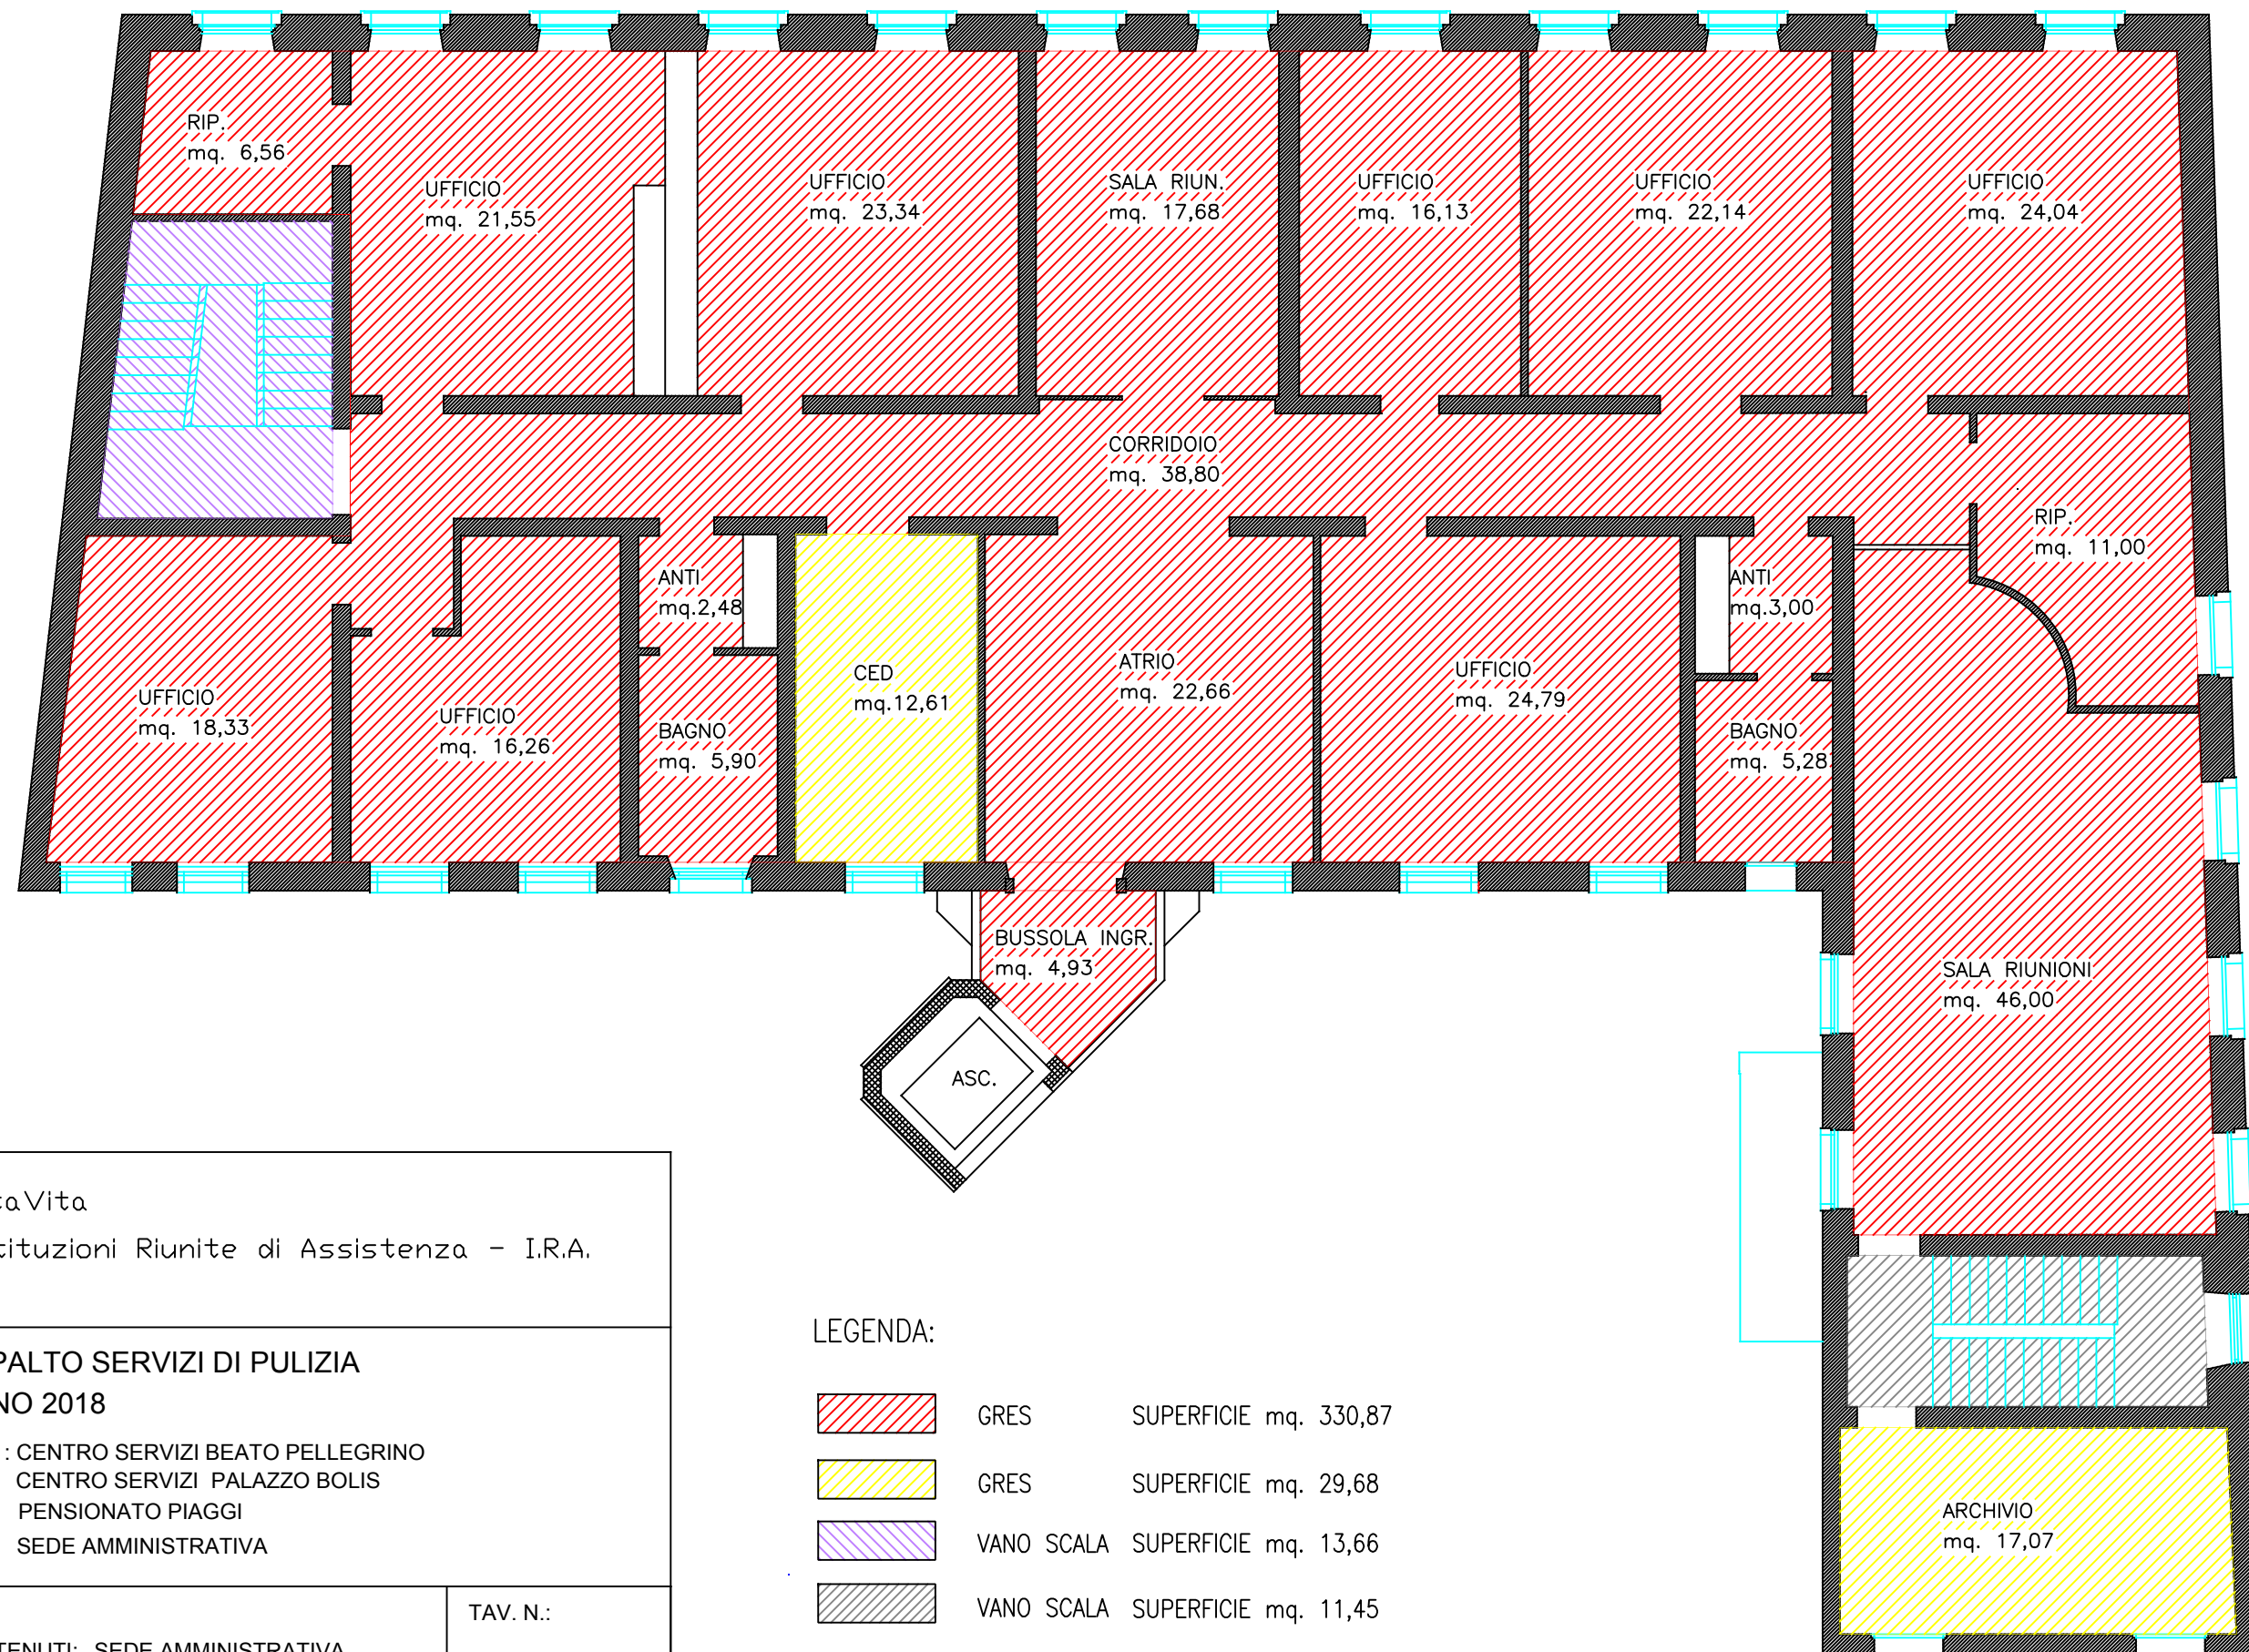 RIP.
mq. 6,56
UFFICIO
mq. 21,55
UFFICIO
mq. 23,34
SALA RIUN.
mq. 17,68
UFFICIO
mq. 16,13
UFFICIO
mq. 22,14
UFFICIO
mq. 24,04
CORRIDOIO
mq. 38,80
RIP.
mq. 11,00
UFFICIO
mq. 18,33
UFFICIO
mq. 16,26
ANTI
mq.2,48
BAGNO
mq. 5,90
CED
mq.12,61
ATRIO
mq. 22,66
UFFICIO
mq. 24,79
ANTI
mq.3,00
BAGNO
mq. 5,28
BUSSOLA INGR.
mq. 4,93
ASC.
SALA RIUNIONI
mq. 46,00
ARCHIVIO
mq. 17,07
taVita
tituzioni Riunite di Assistenza - I.R.A.
PALTO SERVIZI DI PULIZIA
NO 2018
: CENTRO SERVIZI BEATO PELLEGRINO
CENTRO SERVIZI PALAZZO BOLIS
PENSIONATO PIAGGI
SEDE AMMINISTRATIVA
TAV. N.:
TENUTI: SEDE AMMINISTRATIVA
LEGENDA:
GRES SUPERFICIE mq. 330,87
GRES SUPERFICIE mq. 29,68
VANO SCALA SUPERFICIE mq. 13,66
VANO SCALA SUPERFICIE mq. 11,45